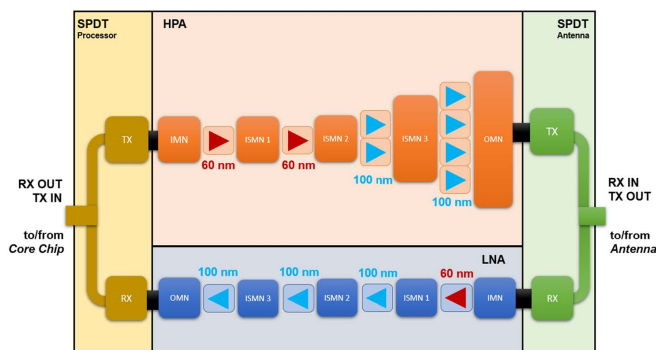 SPDT
Processor
HPA
SPDT
Antenna
TX
IMN
60 nm
ISMN 1
60 nm
ISMN 2
100 nm
ISMN 3
100 nm
OMN
TX
RX OUT
TX IN
to/from
Core Chip
RX IN
TX OUT
to/from
Antenna
LNA
RX
OMN
100 nm
ISMN 3
100 nm
ISMN 2
100 nm
ISMN 1
60 nm
IMN
RX